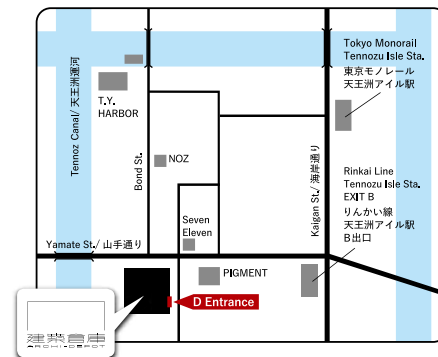 Tokyo Monorail
Tennozu Isle Sta.
東京モノレール
天王洲アイル駅
Tennoz Canal/ 天王洲運河
T.Y.
HARBOR
Bond St.
NOZ
Kaigan St./ 海岸通り
Rinkai Line
Tennozu Isle Sta.
EXIT B
りんかい線
天王洲アイル駅
B出口
Seven
Eleven
Yamate St./ 山手通り
PIGMENT
D Entrance
建築倉庫
ARCHI-DEPOT